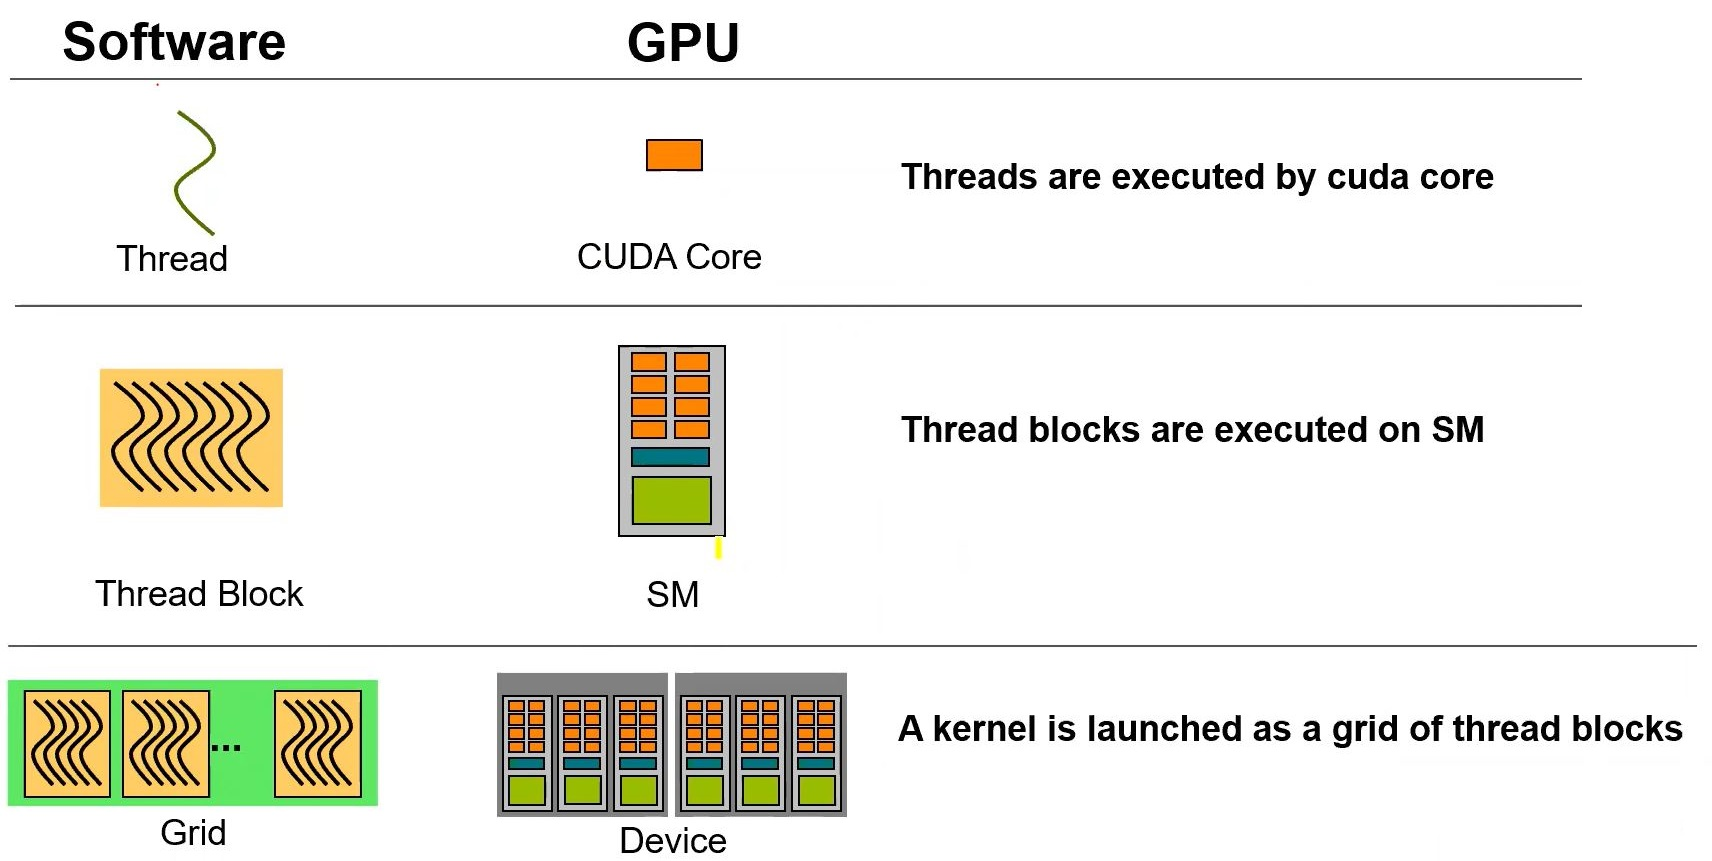 Software
GPU
Thread
CUDA Core
Threads are executed by cuda core
Thread Block
SM
Thread blocks are executed on SM
...
Grid
Device
A kernel is launched as a grid of thread blocks